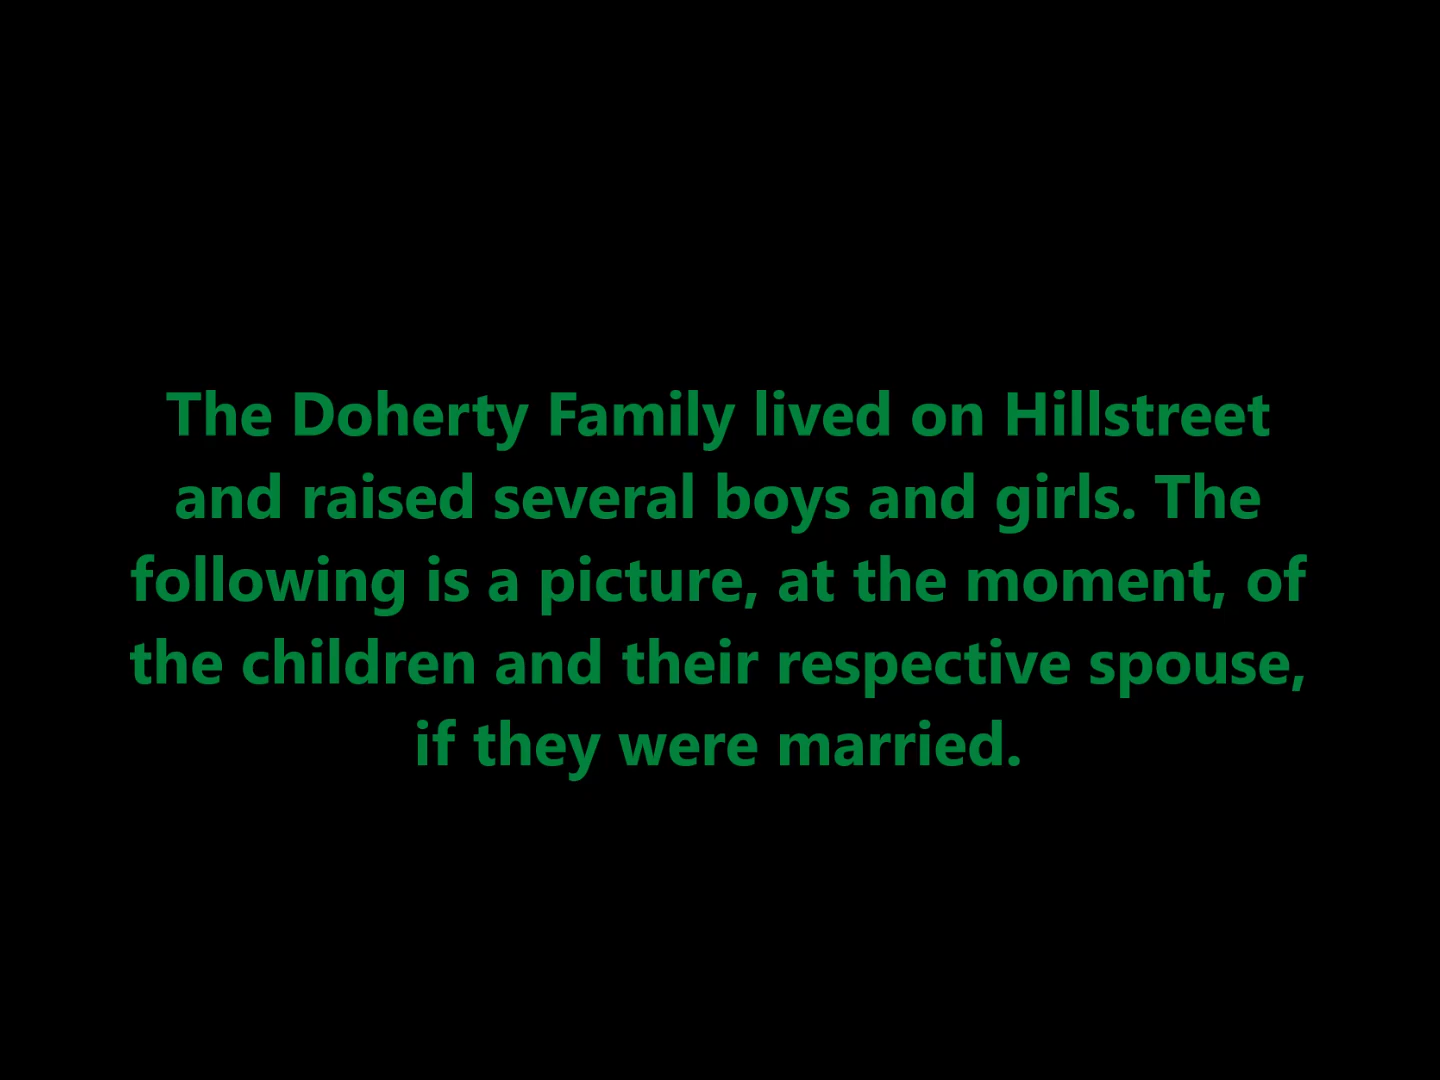 The Doherty Family lived on Hillstreet
and raised several boys and girls. The
following is a picture, at the moment, of
the children and their respective spouse,
if they were married.